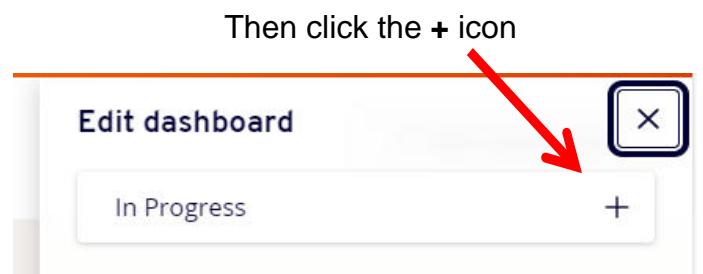 Then click the + icon
Edit dashboard
In Progress +